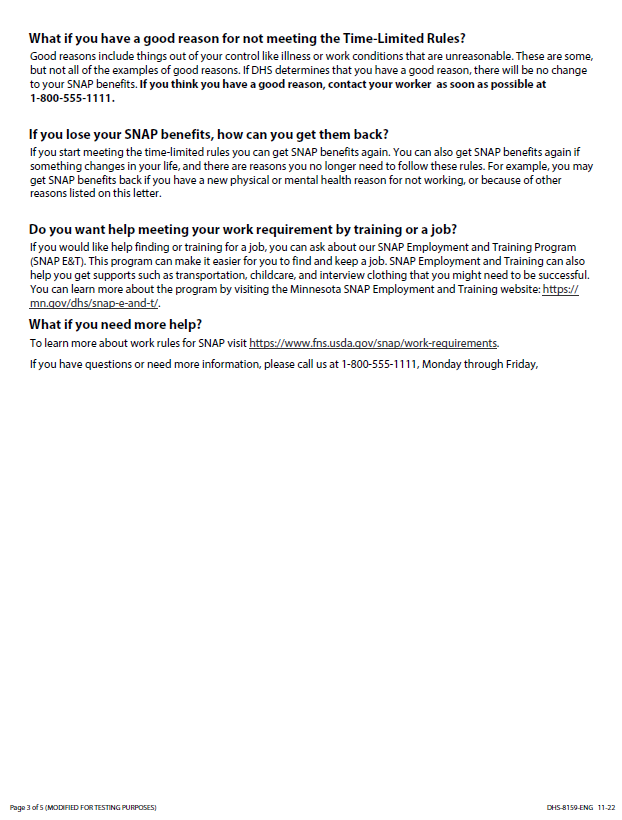 What if you have a good reason for not meeting the Time-Limited Rules?
Good reasons include things out of your control like illness or work conditions that are unreasonable. These are some,
but not all of the examples of good reasons. If DHS determines that you have a good reason, there will be no change
to your SNAP benefits. If you think you have a good reason, contact your worker as soon as possible at
1-800-555-1111.
If you lose your SNAP benefits, how can you get them back?
If you start meeting the time-limited rules you can get SNAP benefits again. You can also get SNAP benefits again if
something changes in your life, and there are reasons you no longer need to follow these rules. For example, you may
get SNAP benefits back if you have a new physical or mental health reason for not working, or because of other
reasons listed on this letter.
Do you want help meeting your work requirement by training or a job?
If you would like help finding or training for a job, you can ask about our SNAP Employment and Training Program
(SNAP E&T). This program can make it easier for you to find and keep a job. SNAP Employment and Training can also
help you get supports such as transportation, childcare, and interview clothing that you might need to be successful.
You can learn more about the program by visiting the Minnesota SNAP Employment and Training website: https://
mn.gov/dhs/snap-e-and-t/.
What if you need more help?
To learn more about work rules for SNAP visit https://www.fns.usda.gov/snap/work-requirements.
If you have questions or need more information, please call us at 1-800-555-1111, Monday through Friday,
Page 3 of 5 (MODIFIED FOR TESTING PURPOSES)
DHS-8159-ENG 11-22